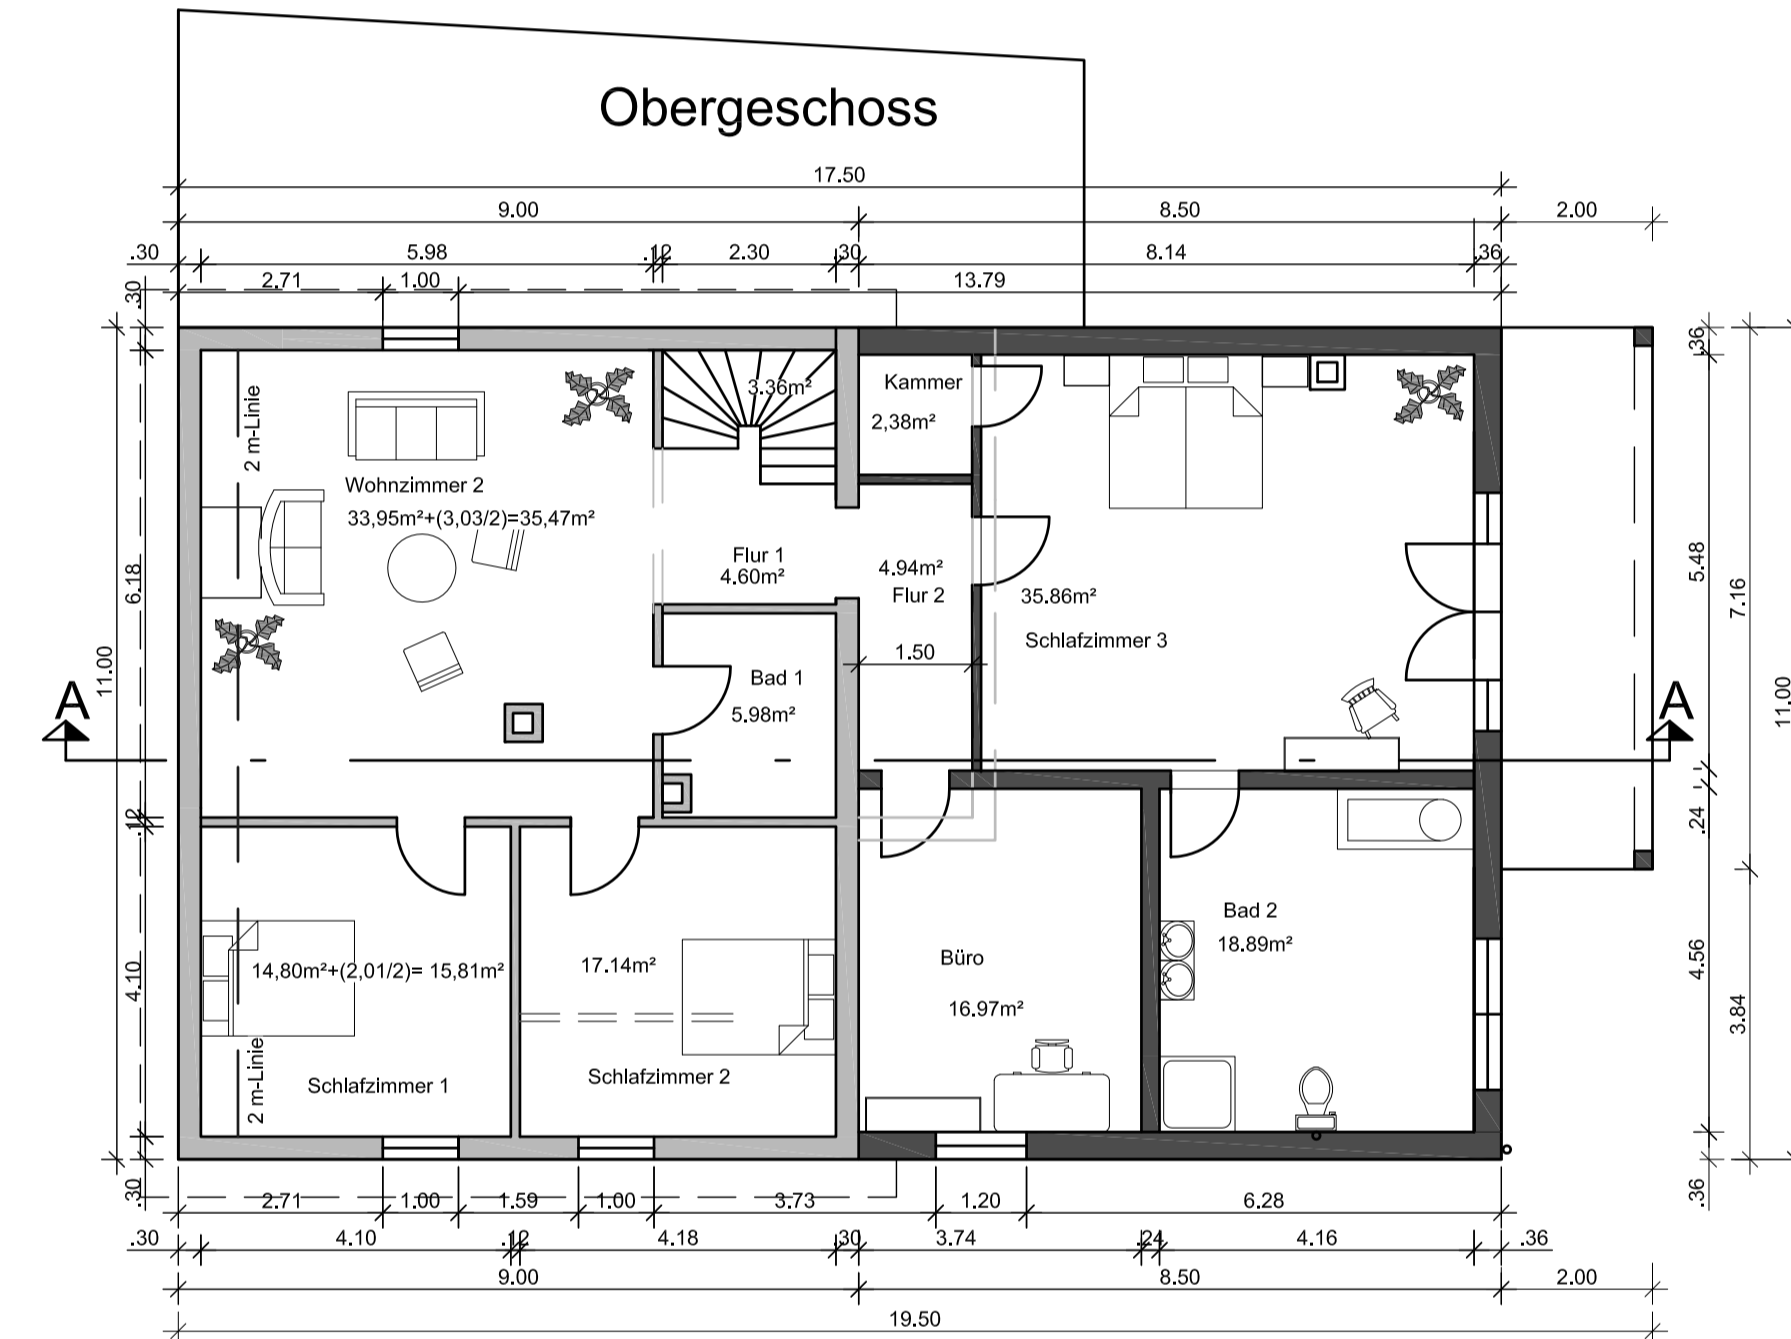 Obergeschoss
17.50
9.00
8.50
2.00
.30
5.98
.12
2.30
.30
8.14
.36
2.71
1.00
13.79
.30
.36
2 m-Linie
3.36m²
Kammer
2,38m²
Wohnzimmer 2
33,95m²+(3,03/2)=35,47m²
Flur 1
4.60m²
4.94m²
Flur 2
35.86m²
Schlafzimmer 3
1.50
Bad 1
5.98m²
6.18
11.00
5.48
7.16
11.00
A
A
.12
.24
Bad 2
18.89m²
Büro
16.97m²
14,80m²+(2,01/2)= 15,81m²
17.14m²
4.10
4.56
3.84
2 m-Linie
Schlafzimmer 1
Schlafzimmer 2
.30
.36
2.71
1.00
1.59
1.00
3.73
1.20
6.28
.30
4.10
.12
4.18
.30
3.74
.24
4.16
.36
9.00
8.50
2.00
19.50